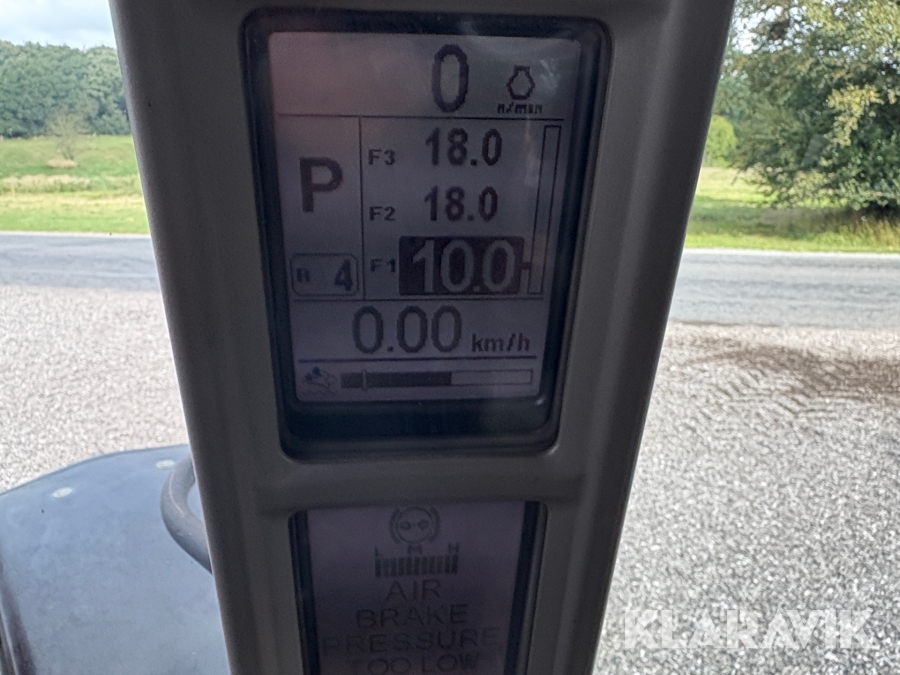 0 n/min
P
F3 18.0
F2 18.0
R 4 F1 10.0
0.00 km/h
L M H
AIR
BRAKE
PRESSURE
TOO LOW
KLARAVIK